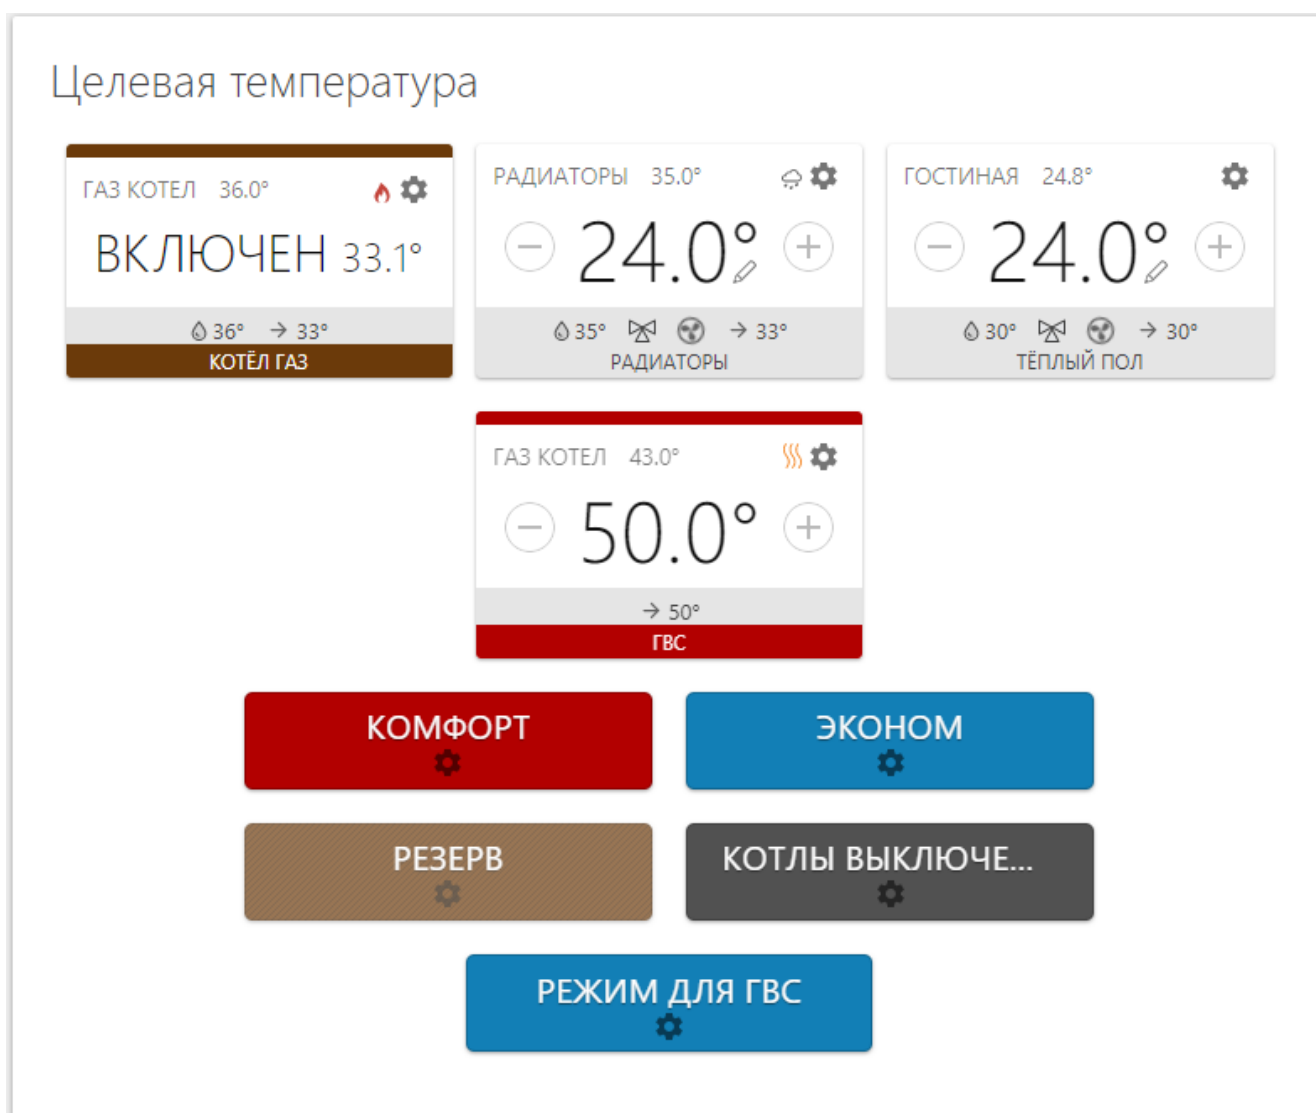 Целевая температура
ГАЗ КОТЕЛ 36.0°
ВКЛЮЧЕН 33.1°
36° → 33°
КОТЁЛ ГАЗ
РАДИАТОРЫ 35.0°
24.0°
35° → 33°
РАДИАТОРЫ
ГОСТИНАЯ 24.8°
24.0°
30° → 30°
ТЁПЛЫЙ ПОЛ
ГАЗ КОТЕЛ 43.0°
50.0°
→ 50°
ГВС
КОМФОРТ
ЭКОНОМ
РЕЗЕРВ
КОТЛЫ ВЫКЛЮЧЕ...
РЕЖИМ ДЛЯ ГВС